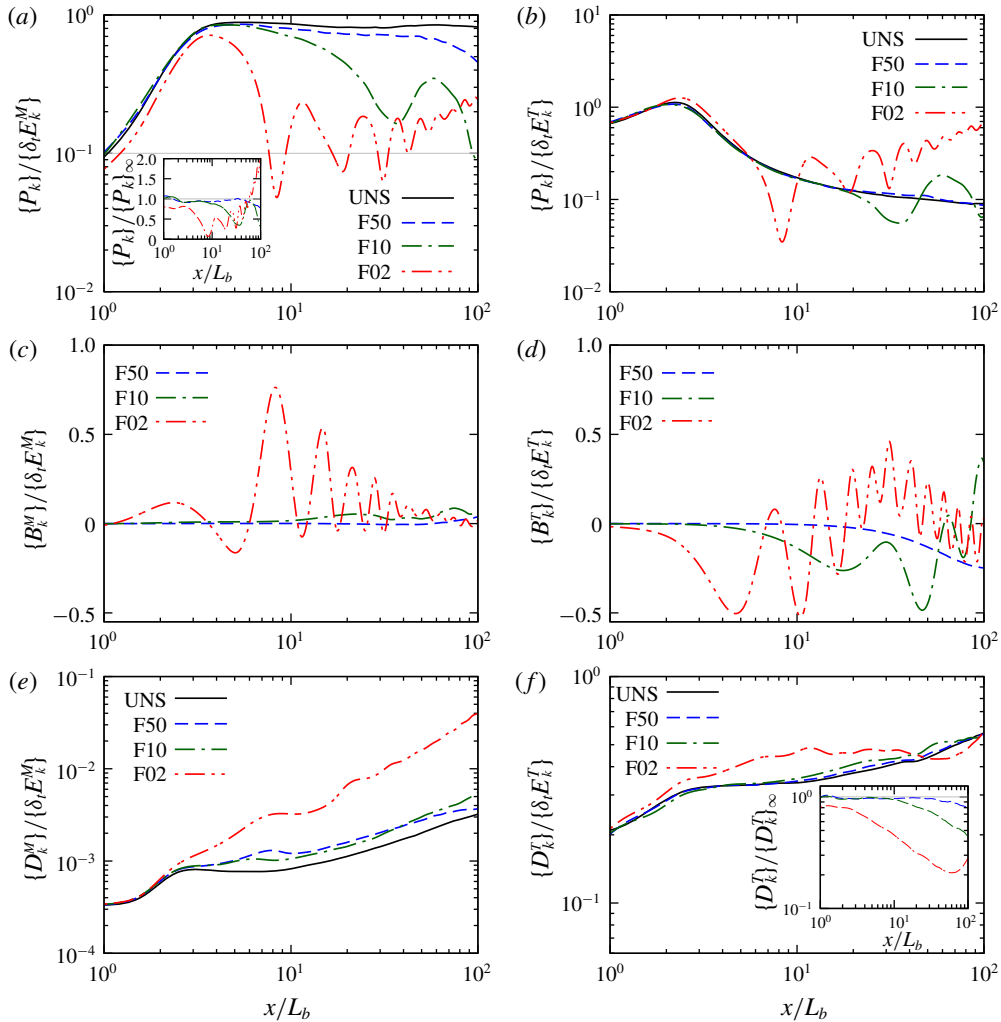 (a)
10^0
10^-1
10^-2
{P_k}/{δ_t E_k^M}
2.0
1.5
1.0
0.5
0
10^0 10^1 10^2
{P_k}/{P_k}_∞
x/L_b
UNS
F50
F10
F02
10^0 10^1 10^2
(b)
10^1
10^0
10^-1
10^-2
{P_k}/{δ_t E_k^T}
UNS
F50
F10
F02
10^0 10^1 10^2
(c)
1.0
0.5
0
−0.5
{B_k^M}/{δ_t E_k^M}
F50
F10
F02
10^0 10^1 10^2
(d)
1.0
0.5
0
−0.5
{B_k^T}/{δ_t E_k^T}
F50
F10
F02
10^0 10^1 10^2
(e)
10^-1
10^-2
10^-3
10^-4
{D_k^M}/{δ_t E_k^M}
UNS
F50
F10
F02
10^0 10^1 10^2
x/L_b
(f)
10^0
10^-1
{D_k^T}/{δ_t E_k^T}
UNS
F50
F10
F02
10^0
10^-1
{D_k^T}/{D_k^T}_∞
10^0 10^1 10^2
x/L_b
10^0 10^1 10^2
x/L_b